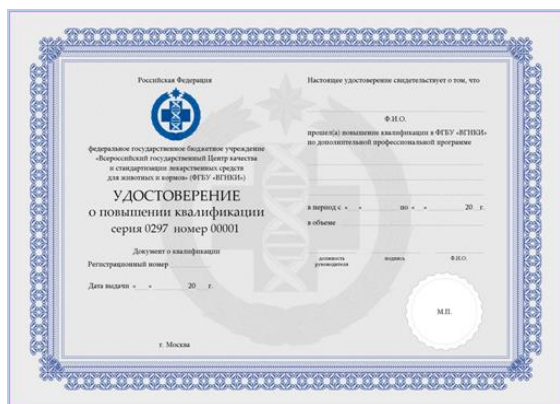 Российская Федерация
федеральное государственное бюджетное учреждение
«Всероссийский государственный Центр качества
и стандартизации лекарственных средств
для животных и кормов» (ФГБУ «ВГНКИ»)
УДОСТОВЕРЕНИЕ
о повышении квалификации
серия 0297 номер 00001
Документ о квалификации
Регистрационный номер
Дата выдачи « » 20 г.
г. Москва
Настоящее удостоверение свидетельствует о том, что
Ф.И.О.
прошел(а) повышение квалификации в ФГБУ «ВГНКИ»
по дополнительной профессиональной программе
в период с « » по « » 20 г.
в объеме
должность руководителя
подпись
Ф.И.О.
М.П.